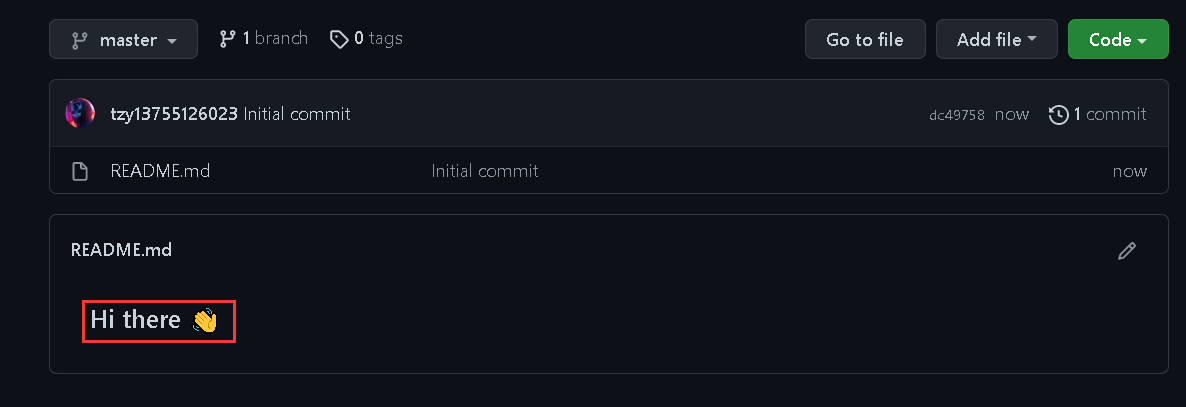 master 1 branch 0 tags Go to file Add file Code
tzy13755126023 Initial commit dc49758 now 1 commit
README.md Initial commit now
README.md
Hi there 👋